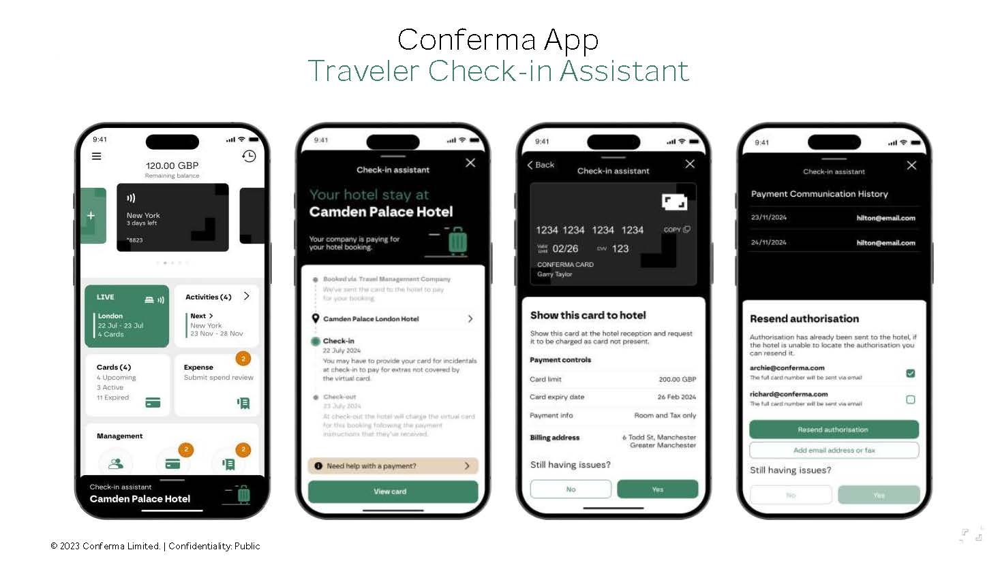 Conferma App
Traveler Check-in Assistant
9:41
120.00 GBP
Remaining balance
+
New York
3 days left
*8823
LIVE
London
22 Jul - 23 Jul
4 Cards
Activities (4)
Next >
New York
23 Nov - 28 Nov
Cards (4)
4 Upcoming
3 Active
11 Expired
2
Expense
Submit spend review
Management
2
2
Check-in assistant
Camden Palace Hotel
9:41
Check-in assistant
Your hotel stay at
Camden Palace Hotel
Your company is paying for
your hotel booking.
Booked via Travel Management Company
We've sent the card to the hotel to pay
for your booking.
Camden Palace London Hotel
Check-in
22 July 2024
You may have to provide your card for incidentals
at check-in to pay for extras not covered by
the virtual card.
Check-out
23 July 2024
At check-out the hotel will charge the virtual card
for this booking following the payment
instructions that they've received.
Need help with a payment?
View card
9:41
Back
Check-in assistant
1234 1234 1234 1234 COPY
Valid Until 02/26 CVV 123
CONFERMA CARD
Garry Taylor
Show this card to hotel
Show this card at the hotel reception and request
it to be charged as card not present.
Payment controls
Card limit 200.00 GBP
Card expiry date 26 Feb 2024
Payment info Room and Tax only
Billing address 6 Todd St, Manchester
Greater Manchester
Still having issues?
No Yes
9:41
Check-in assistant
Payment Communication History
23/11/2024 hilton@email.com
24/11/2024 hilton@email.com
Resend authorisation
Authorisation has already been sent to the hotel, if
the hotel is unable to locate the authorisation you
can resend it.
archie@conferma.com
The full card number will be sent via email
richard@conferma.com
The full card number will be sent via email
Resend authorisation
Add email address or fax
Still having issues?
No Yes
© 2023 Conferma Limited. | Confidentiality: Public